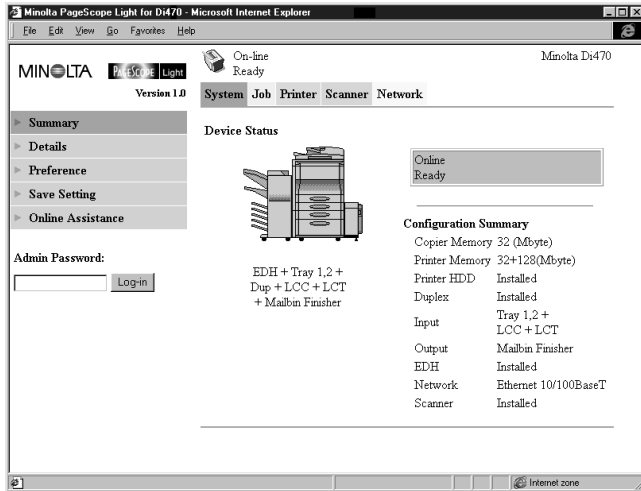 Minolta PageScope Light for Di470 - Microsoft Internet Explorer
File Edit View Go Favorites Help
MINOLTA PAGESCOPE Light
Version 1.0
On-line
Ready
Minolta Di470
System Job Printer Scanner Network
Summary
Details
Preference
Save Setting
Online Assistance
Admin Password:
Log-in
Device Status
EDH + Tray 1,2 +
Dup + LCC + LCT
+ Mailbin Finisher
Online
Ready
Configuration Summary
Copier Memory 32 (Mbyte)
Printer Memory 32+128(Mbyte)
Printer HDD Installed
Duplex Installed
Input Tray 1,2 +
LCC + LCT
Output Mailbin Finisher
EDH Installed
Network Ethernet 10/100BaseT
Scanner Installed
Internet zone